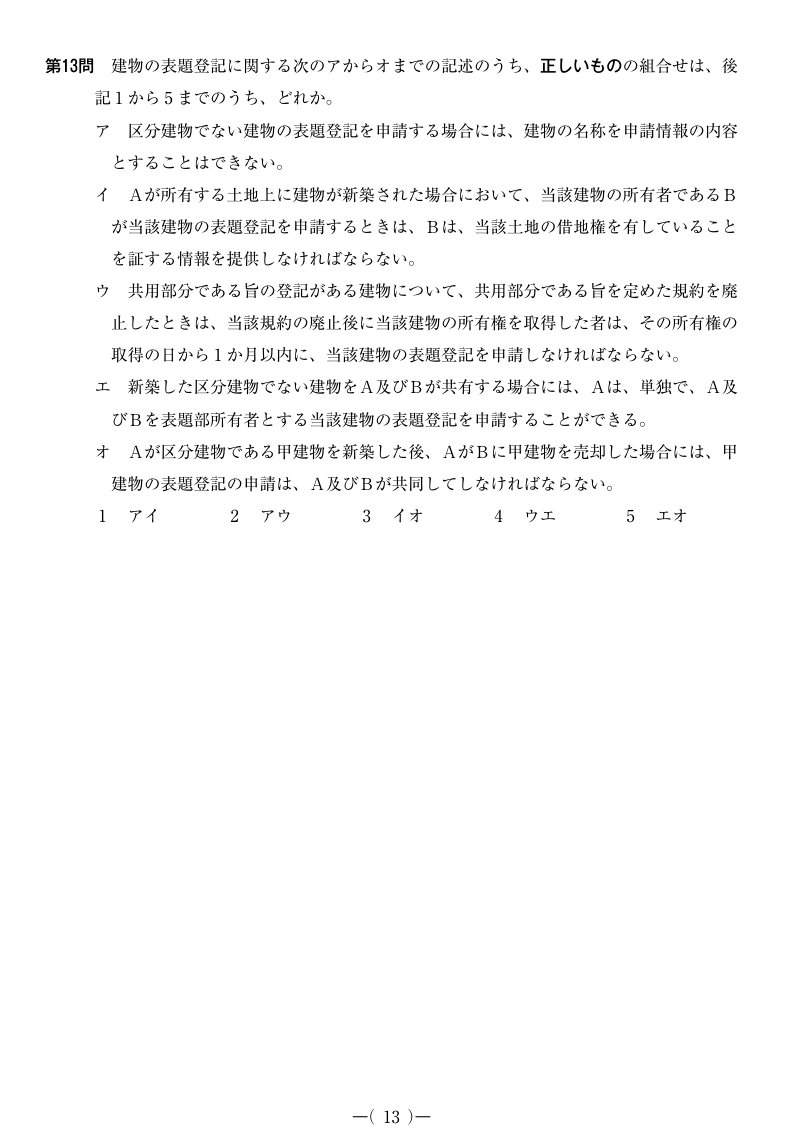 第13問　建物の表題登記に関する次のアからオまでの記述のうち、正しいものの組合せは、後
記１から５までのうち、どれか。
ア　区分建物でない建物の表題登記を申請する場合には、建物の名称を申請情報の内容
とすることはできない。
イ　Ａが所有する土地上に建物が新築された場合において、当該建物の所有者であるＢ
が当該建物の表題登記を申請するときは、Ｂは、当該土地の借地権を有していること
を証する情報を提供しなければならない。
ウ　共用部分である旨の登記がある建物について、共用部分である旨を定めた規約を廃
止したときは、当該規約の廃止後に当該建物の所有権を取得した者は、その所有権の
取得の日から１か月以内に、当該建物の表題登記を申請しなければならない。
エ　新築した区分建物でない建物をＡ及びＢが共有する場合には、Ａは、単独で、Ａ及
びＢを表題部所有者とする当該建物の表題登記を申請することができる。
オ　Ａが区分建物である甲建物を新築した後、ＡがＢに甲建物を売却した場合には、甲
建物の表題登記の申請は、Ａ及びＢが共同してしなければならない。
１　アイ　　　　２　アウ　　　　３　イオ　　　　４　ウエ　　　　５　エオ
―( 13 )―